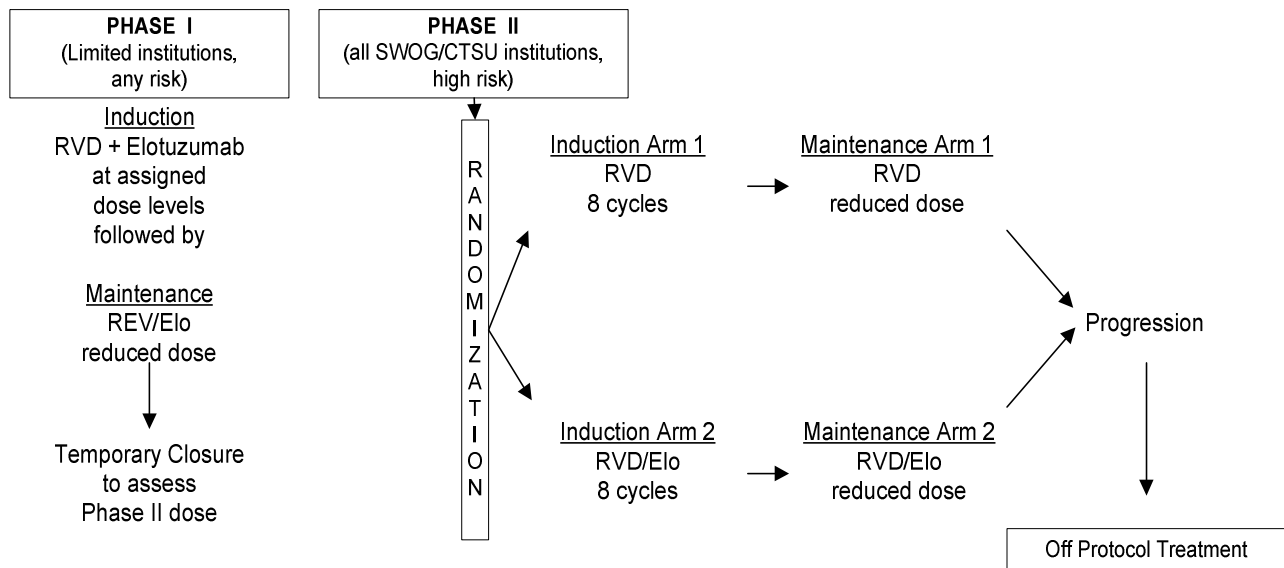 PHASE I
(Limited institutions,
any risk)
Induction
RVD + Elotuzumab
at assigned
dose levels
followed by
Maintenance
REV/Elo
reduced dose
Temporary Closure
to assess
Phase II dose
PHASE II
(all SWOG/CTSU institutions,
high risk)
RANDOMIZATION
Induction Arm 1
RVD
8 cycles
Maintenance Arm 1
RVD
reduced dose
Induction Arm 2
RVD/Elo
8 cycles
Maintenance Arm 2
RVD/Elo
reduced dose
Progression
Off Protocol Treatment